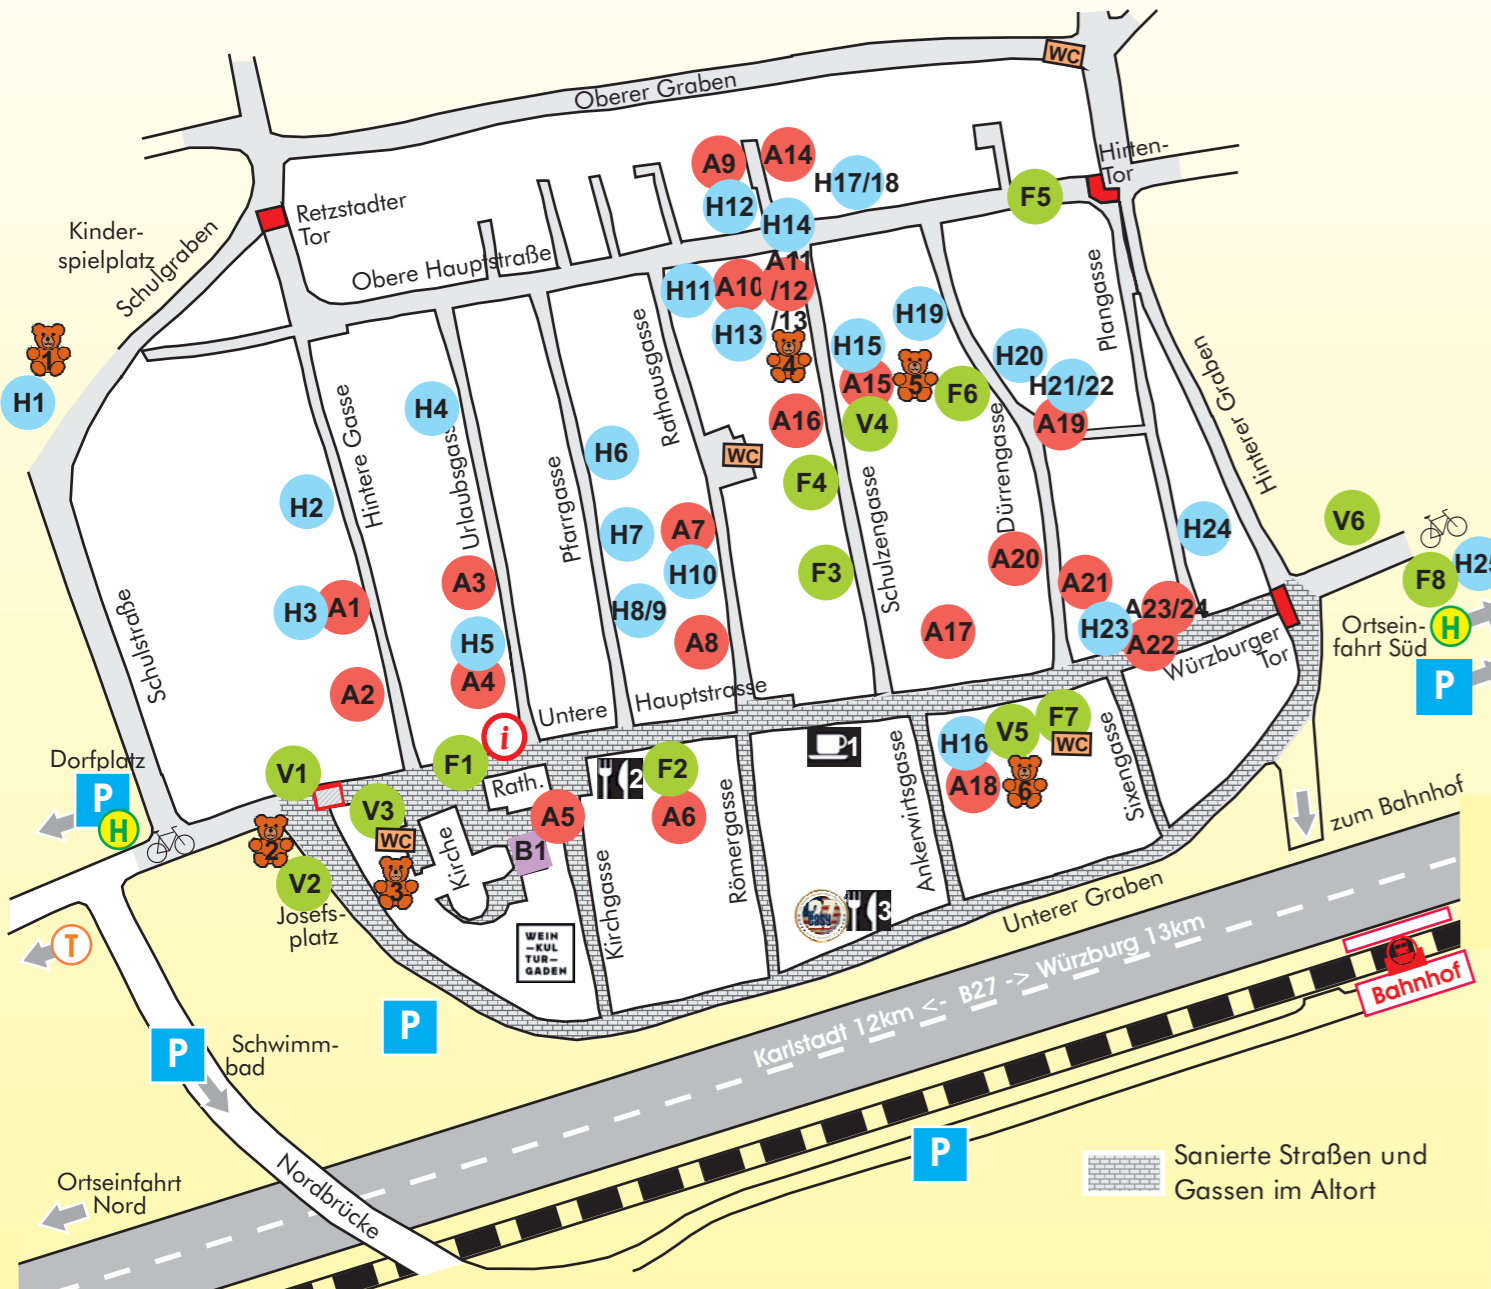 WC
Oberer Graben
Hirten-
Tor
A9
A14
H17/18
H12
H14
F5
Retzstadter
Tor
Kinder-
spielplatz
Schulgraben
Obere Hauptstraße
Plangasse
A11
/12
/13
H11
A10
H13
4
H19
H15
A15
5
F6
V4
H20
H21/22
A19
1
H1
Rathausgasse
Hintere Gasse
H4
Urlaubsgasse
H6
Pfarrgasse
A16
WC
F4
Hinterer Graben
Dürrengasse
Schulzengasse
H2
H7
A7
H10
F3
H24
V6
A20
F8
H25
H3
A1
A3
H8/9
A21
A23/24
H23
A22
A17
A8
H5
A4
A2
Schulstraße
Würzburger
Tor
Ortsein-
fahrt Süd
H
P
Untere
Hauptstrasse
i
Dorfplatz
P
H
V1
F1
Rath.
2
F2
1
H16
V5
F7
WC
A18
6
Sixengasse
Ankerwirtsgasse
V3
WC
A5
A6
Römergasse
zum Bahnhof
2
V2
3
Kirche
B1
Kirchgasse
Josefs-
platz
WEIN
–KUL
TUR–
GADEN
easy
3
Unterer Graben
T
P
P
Schwimm-
bad
Karlstadt 12km <- B27 -> Würzburg 13km
Bahnhof
P
Sanierte Straßen und
Gassen im Altort
Ortseinfahrt
Nord
Nordbrücke